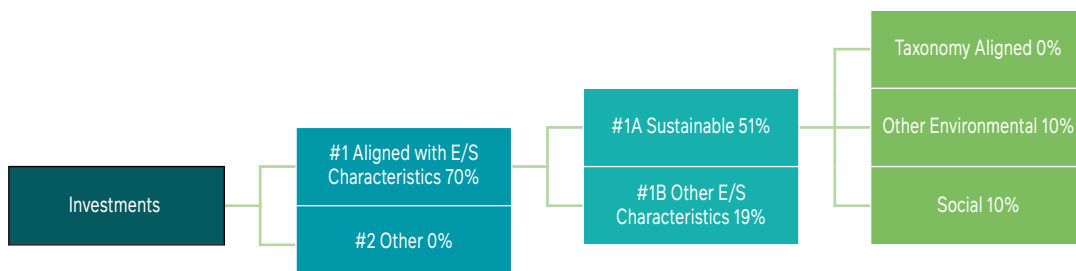 Investments
#1 Aligned with E/S
Characteristics 70%
#2 Other 0%
#1A Sustainable 51%
#1B Other E/S
Characteristics 19%
Taxonomy Aligned 0%
Other Environmental 10%
Social 10%